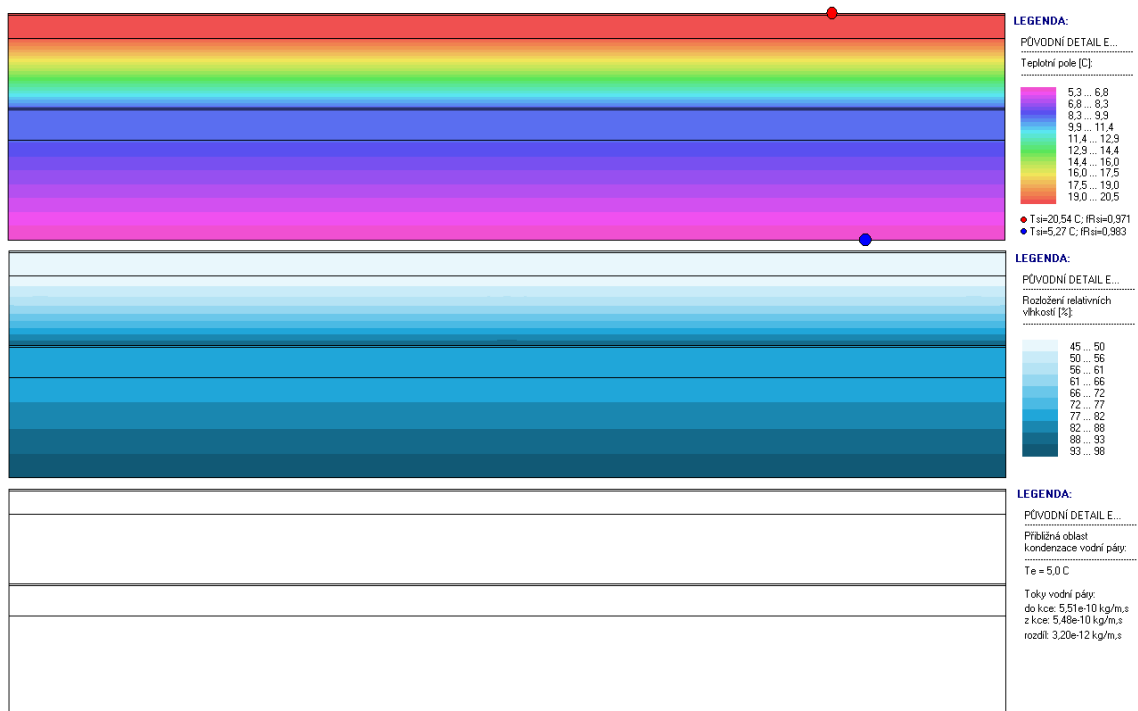 LEGENDA:
PŮVODNÍ DETAIL E...
Teplotní pole [C]:
5,3 ... 6,8
6,8 ... 8,3
8,3 ... 9,9
9,9 ... 11,4
11,4 ... 12,9
12,9 ... 14,4
14,4 ... 16,0
16,0 ... 17,5
17,5 ... 19,0
19,0 ... 20,5
Tsi=20,54 C; fRsi=0,971
Tsi=5,27 C; fRsi=0,983
LEGENDA:
PŮVODNÍ DETAIL E...
Rozložení relativních
vlhkostí [%]:
45 ... 50
50 ... 56
56 ... 61
61 ... 66
66 ... 72
72 ... 77
77 ... 82
82 ... 88
88 ... 93
93 ... 98
LEGENDA:
PŮVODNÍ DETAIL E...
Přibližná oblast
kondenzace vodní páry:
Te = 5,0 C
Toky vodní páry:
do kce: 5,51e-10 kg/m,s
z kce: 5,48e-10 kg/m,s
rozdíl: 3,20e-12 kg/m,s